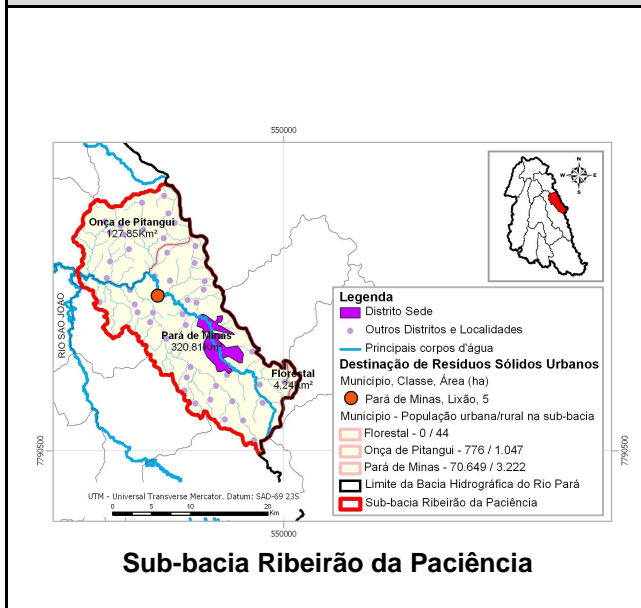 550000
Onça de Pitangui
127,85Km²
RIO SAO JOAO
Pará de Minas
320,81Km²
Florestal
4,24Km²
N
W
E
S
Legenda
Distrito Sede
Outros Distritos e Localidades
Principais corpos d'água
Destinação de Resíduos Sólidos Urbanos
Município, Classe, Área (ha)
Pará de Minas, Lixão, 5
Município - População urbana/rural na sub-bacia
Florestal - 0 / 44
Onça de Pitangui - 776 / 1.047
Pará de Minas - 70.649 / 3.222
Limite da Bacia Hidrográfica do Rio Pará
Sub-bacia Ribeirão da Paciência
7790500
7790500
UTM - Universal Transverse Mercator. Datum: SAD-69 23S
0 5 10 20
Km
550000
Sub-bacia Ribeirão da Paciência